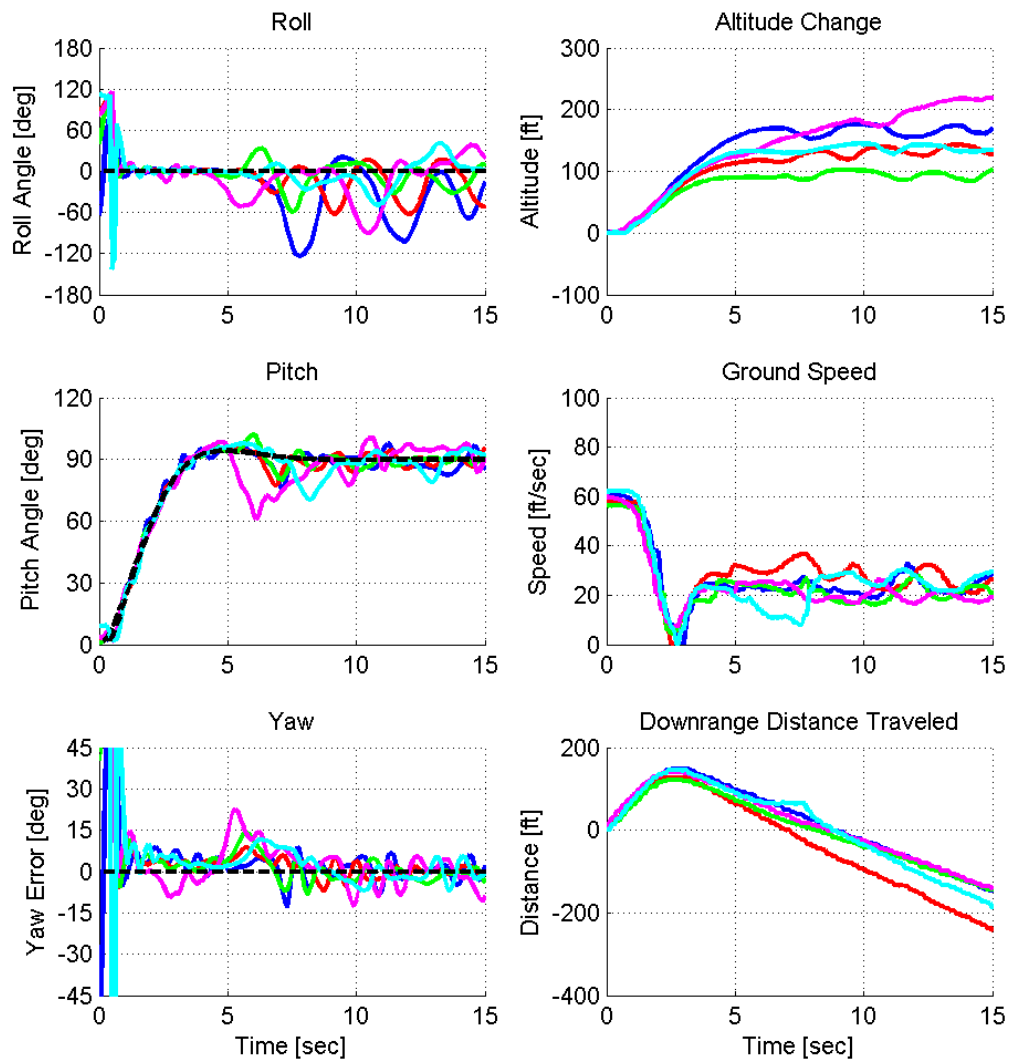 Roll
180
120
60
0
-60
-120
-180
Roll Angle [deg]
0 5 10 15
Altitude Change
300
200
100
0
-100
Altitude [ft]
0 5 10 15
Pitch
120
90
60
30
0
Pitch Angle [deg]
0 5 10 15
Ground Speed
100
80
60
40
20
0
Speed [ft/sec]
0 5 10 15
Yaw
45
30
15
0
-15
-30
-45
Yaw Error [deg]
0 5 10 15
Time [sec]
Downrange Distance Traveled
200
0
-200
-400
Distance [ft]
0 5 10 15
Time [sec]